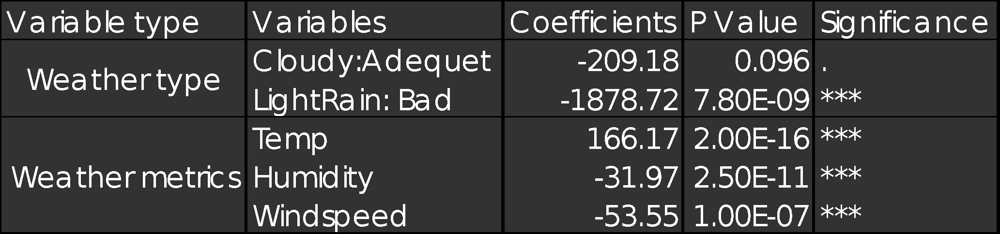 Variable type Variables Coefficients P Value Significance
Weather type
Cloudy:Adequet -209.18 0.096 .
LightRain: Bad -1878.72 7.80E-09 ***
Weather metrics
Temp 166.17 2.00E-16 ***
Humidity -31.97 2.50E-11 ***
Windspeed -53.55 1.00E-07 ***